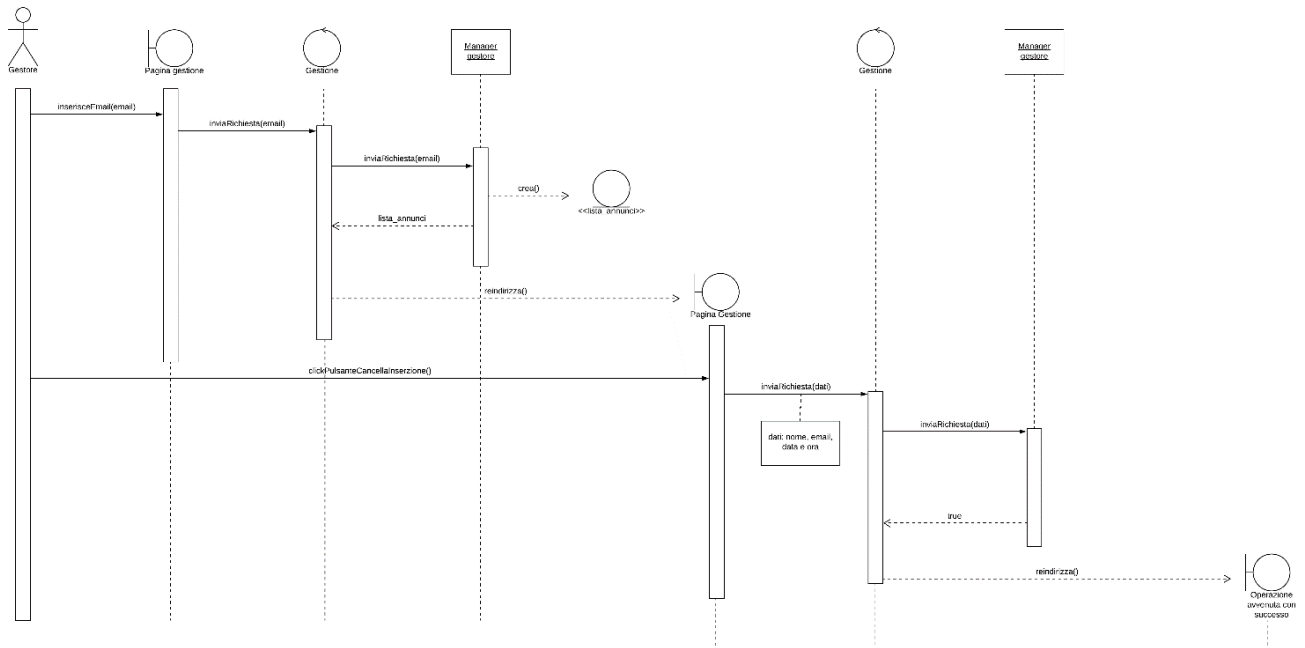 Gestore
Pagina gestione
Gestione
Manager
gestore
Gestione
Manager
gestore
inserisceEmail(email)
inviaRichiesta(email)
inviaRichiesta(email)
crea()
<<lista_annunci>>
lista_annunci
reindirizza()
Pagina Gestione
clickPulsanteCancellaInserzione()
inviaRichiesta(dati)
dati: nome, email,
data e ora
inviaRichiesta(dati)
true
reindirizza()
Operazione
avvenuta con
successo